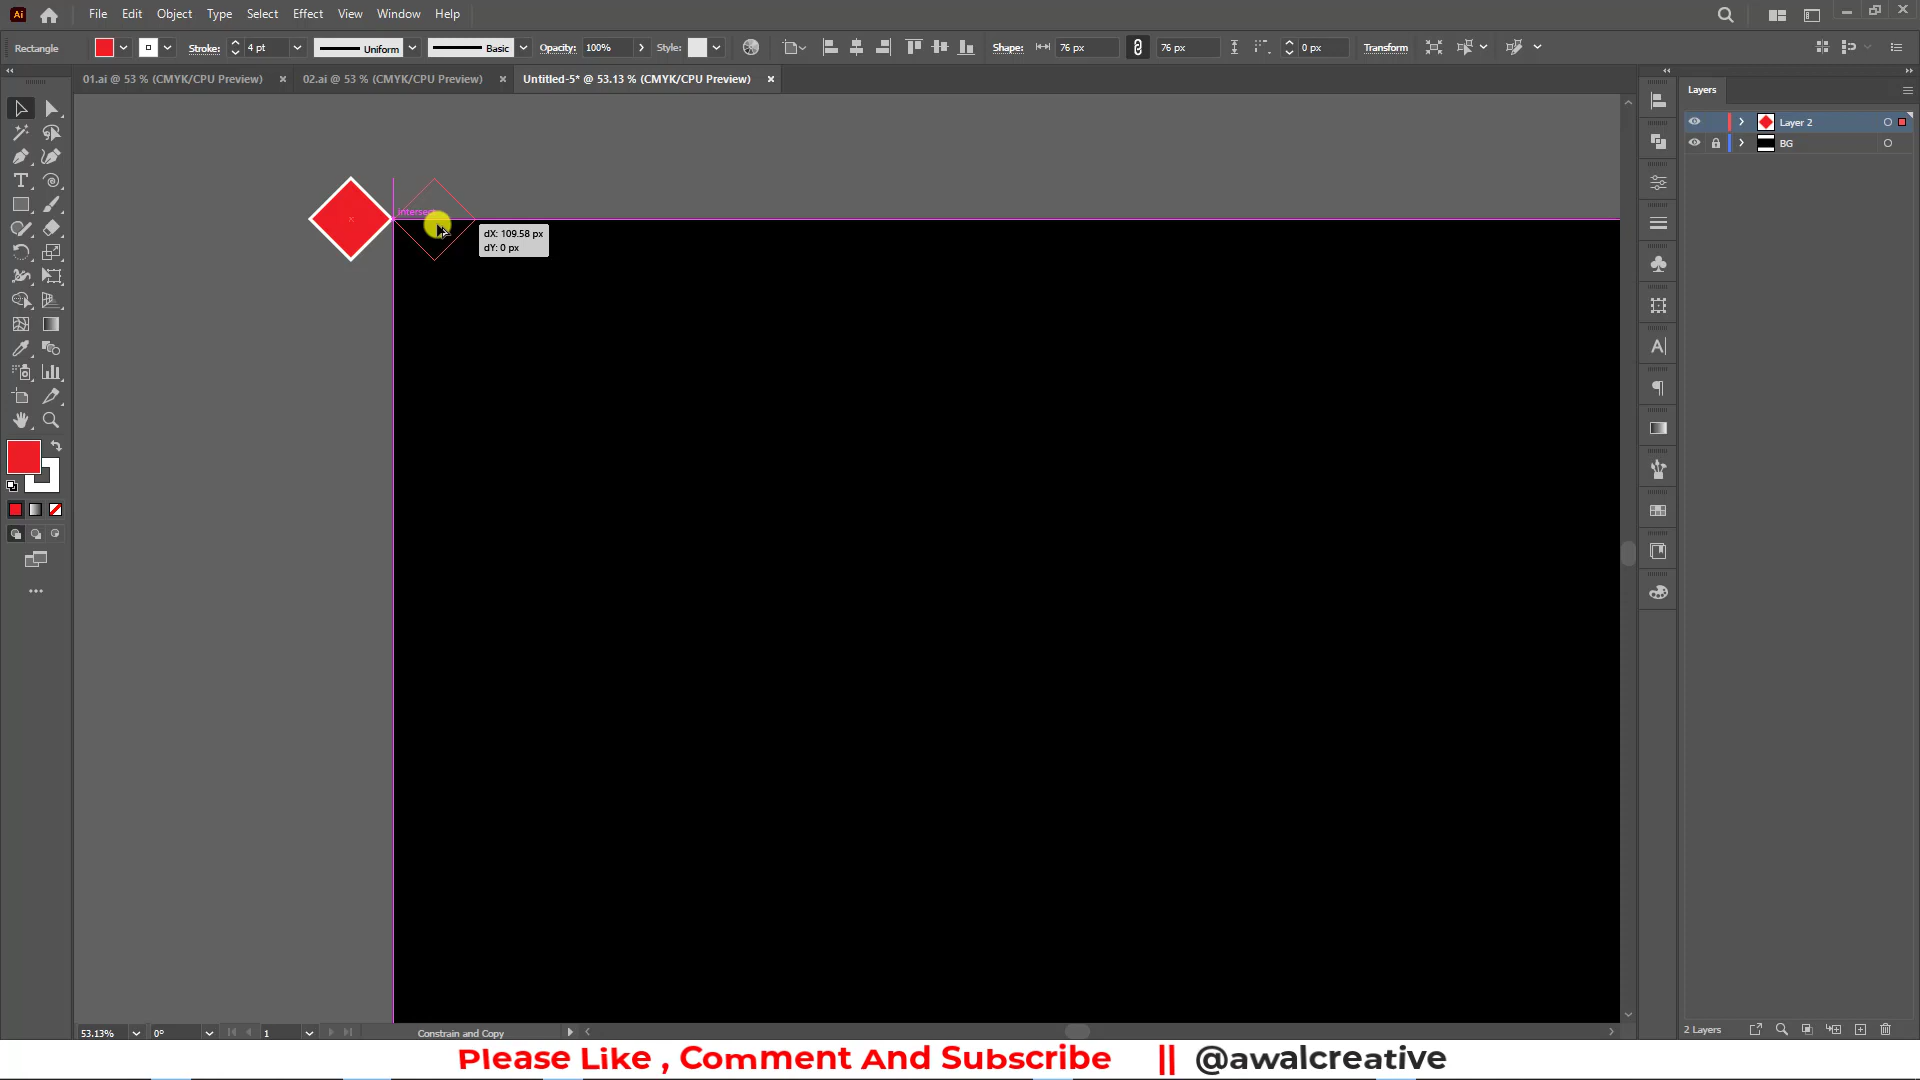 Ai File Edit Object Type Select Effect View Window Help
Rectangle Stroke: 4 pt Uniform Basic Opacity: 100% Style: Shape: 76 px 76 px 0 px Transform
01.ai @ 53 % (CMYK/CPU Preview) × 02.ai @ 53 % (CMYK/CPU Preview) × Untitled-5* @ 53.13 % (CMYK/CPU Preview) ×
Layers
Layer 2
BG
dX: 109.58 px
dY: 0 px
53.13% 0° 1 Constrain and Copy
2 Layers
Please Like , Comment And Subscribe || @awalcreative